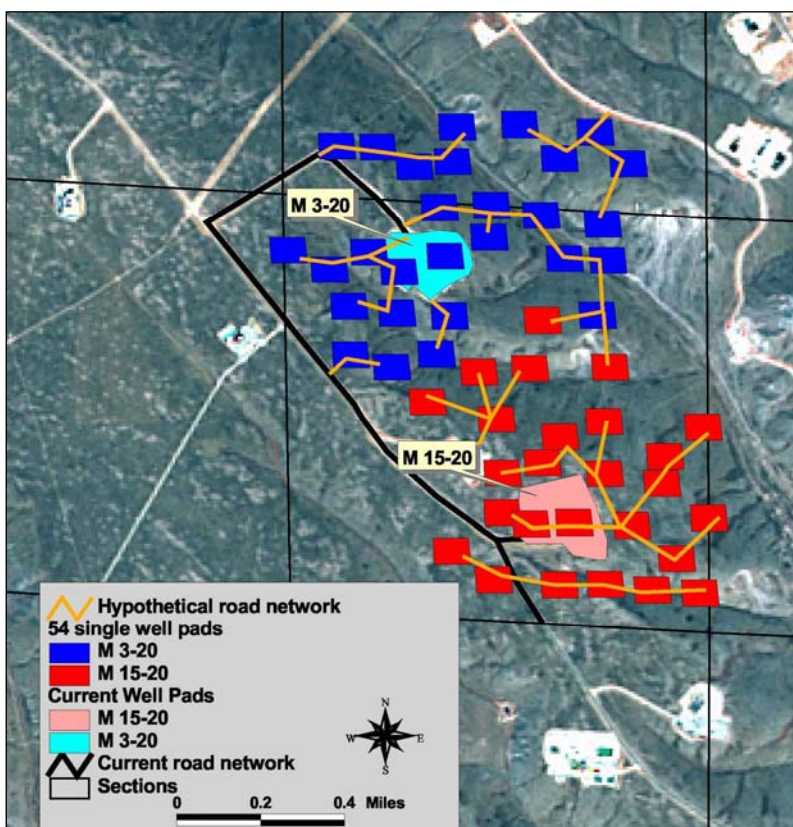 M 3-20
M 15-20
Hypothetical road network
54 single well pads
M 3-20
M 15-20
Current Well Pads
M 15-20
M 3-20
Current road network
Sections
N
W E
S
0 0.2 0.4 Miles